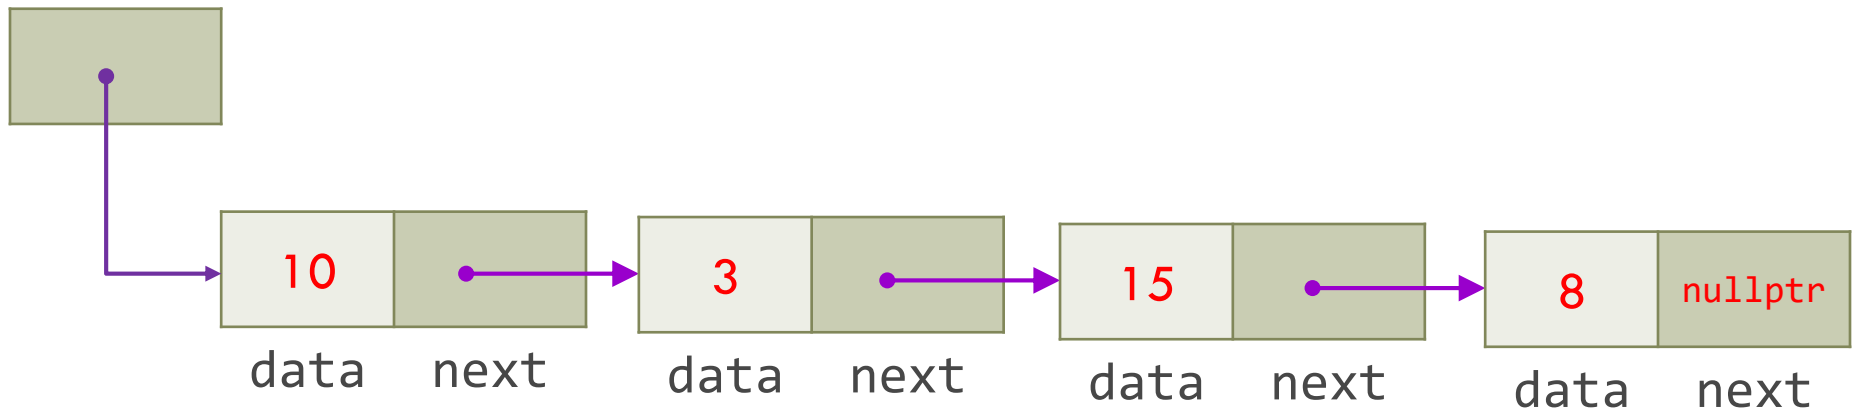 10 3 15 8 nullptr
data next data next data next data next